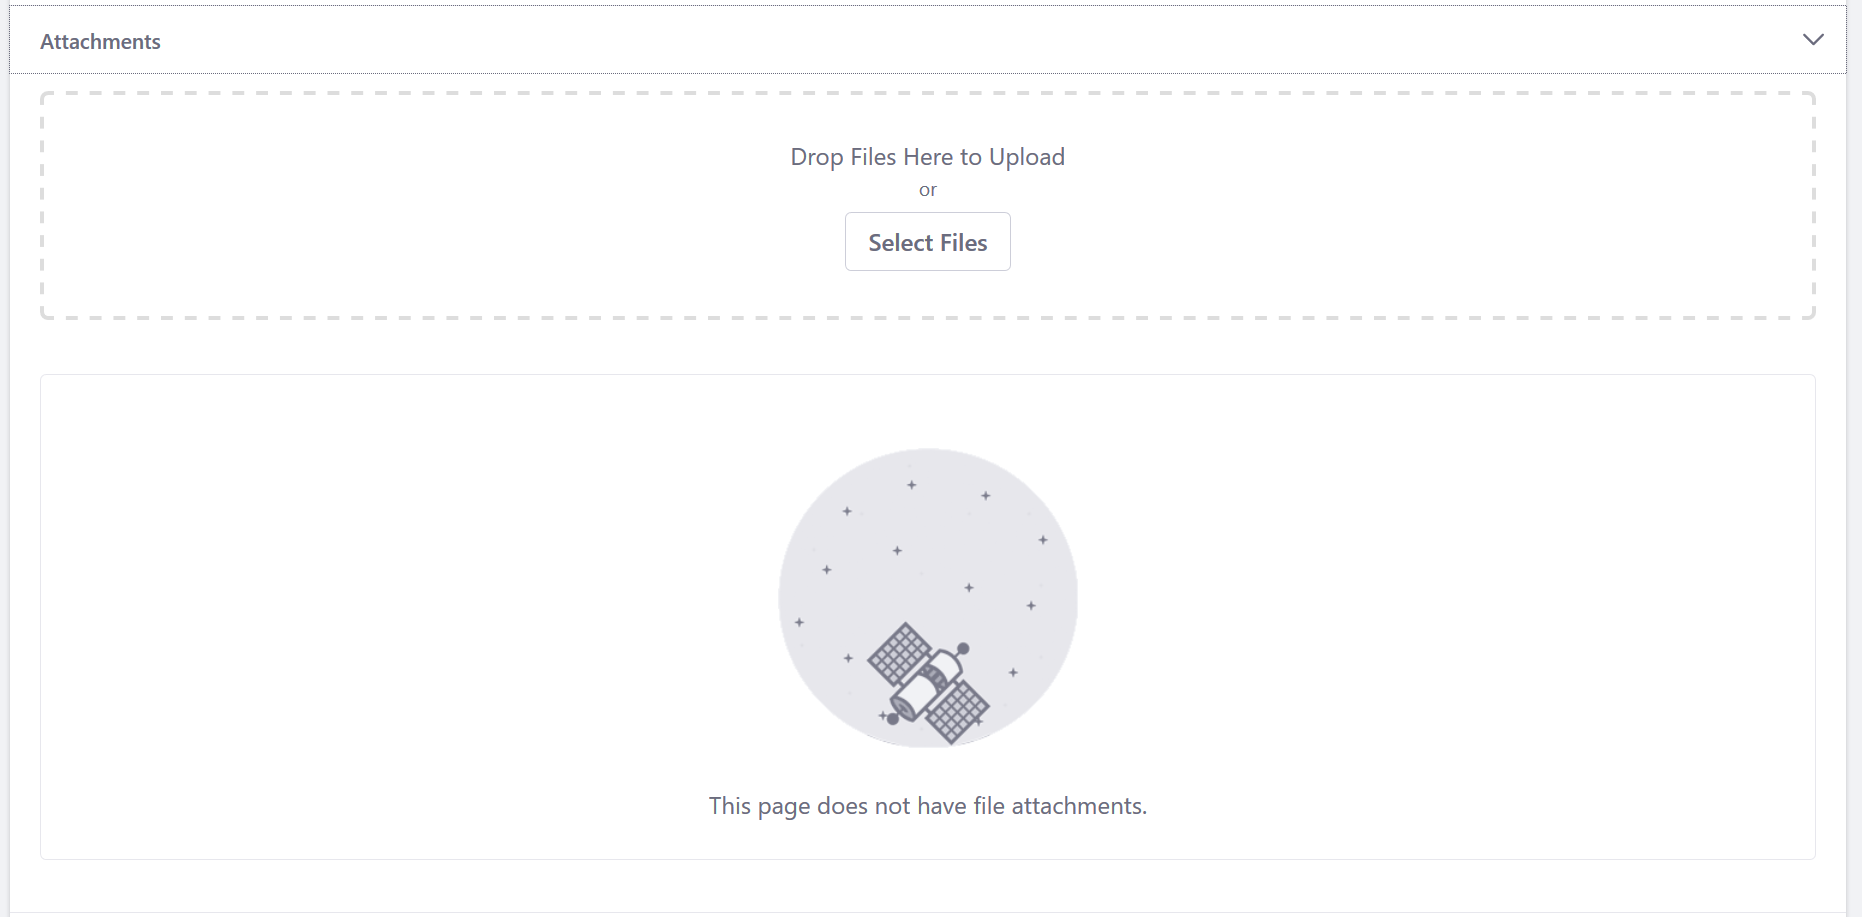 Attachments
Drop Files Here to Upload
or
Select Files
This page does not have file attachments.